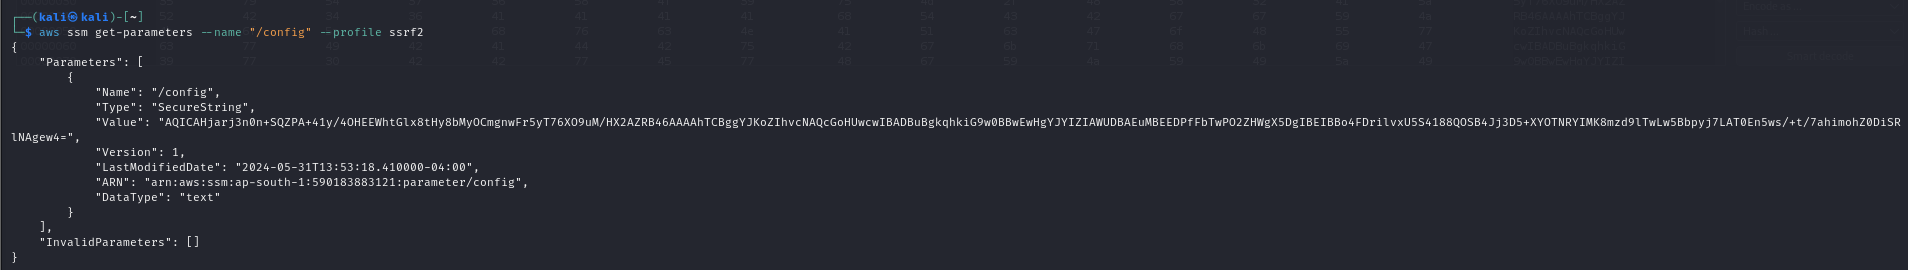 ┌──(kali㉿kali)-[~]
└─$ aws ssm get-parameters --name "/config" --profile ssrf2
{
    "Parameters": [
        {
            "Name": "/config",
            "Type": "SecureString",
            "Value": "AQICAHjarj3n0n+SQZPA+41y/4OHEEWhtGlx8tHy8bMyOCmgnwFr5yT76XO9uM/HX2AZRB46AAAAhTCBggYJKoZIhvcNAQcGoHUwcwIBADBuBgkqhkiG9w0BBwEwHgYJYIZIAWUDBAEuMBEEDPfFbTwPO2ZHWgX5DgIBEIBBo4FDrilvxU5S4188QOSB4Jj3D5+XYOTNRYIMK8mzd9lTwLw5Bbpyj7LAT0En5ws/+t/7ahimohZ0DiSR
lNAgew4=",
            "Version": 1,
            "LastModifiedDate": "2024-05-31T13:53:18.410000-04:00",
            "ARN": "arn:aws:ssm:ap-south-1:590183883121:parameter/config",
            "DataType": "text"
        }
    ],
    "InvalidParameters": []
}